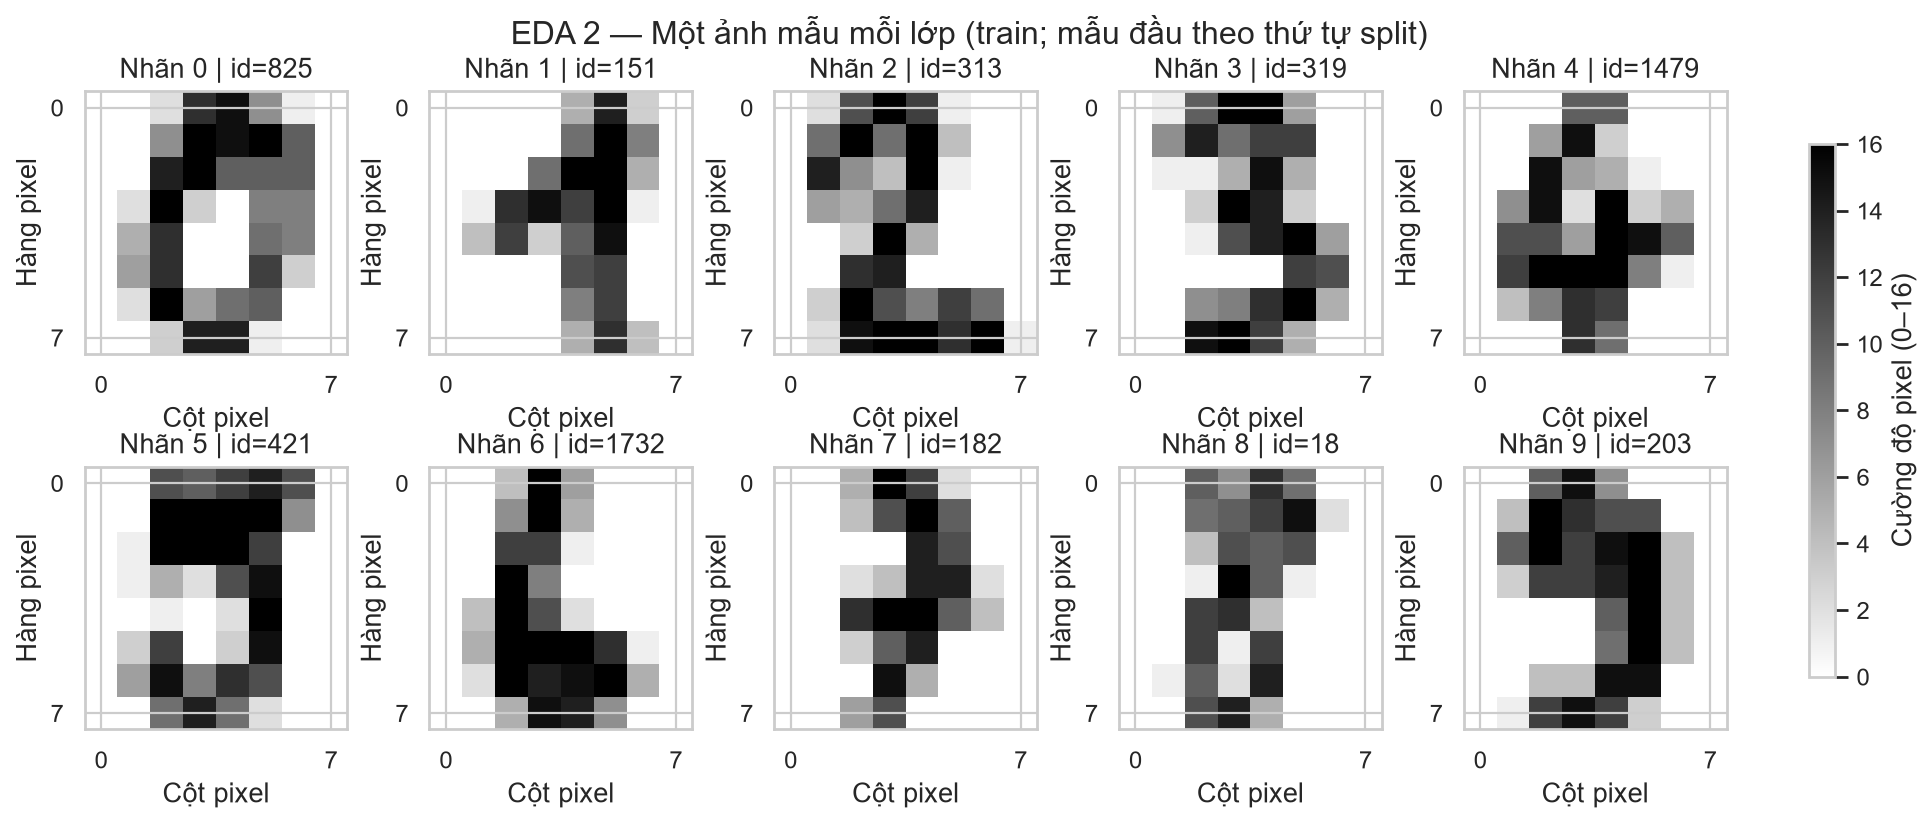 EDA 2 — Một ảnh mẫu mỗi lớp (train; mẫu đầu theo thứ tự split)
Nhãn 0 | id=825
0
7
Hàng pixel
0 7
Cột pixel
Nhãn 1 | id=151
0
7
Hàng pixel
0 7
Cột pixel
Nhãn 2 | id=313
0
7
Hàng pixel
0 7
Cột pixel
Nhãn 3 | id=319
0
7
Hàng pixel
0 7
Cột pixel
Nhãn 4 | id=1479
0
7
Hàng pixel
0 7
Cột pixel
Nhãn 5 | id=421
0
7
Hàng pixel
0 7
Cột pixel
Nhãn 6 | id=1732
0
7
Hàng pixel
0 7
Cột pixel
Nhãn 7 | id=182
0
7
Hàng pixel
0 7
Cột pixel
Nhãn 8 | id=18
0
7
Hàng pixel
0 7
Cột pixel
Nhãn 9 | id=203
0
7
Hàng pixel
0 7
Cột pixel
16
14
12
10
8
6
4
2
0
Cường độ pixel (0–16)